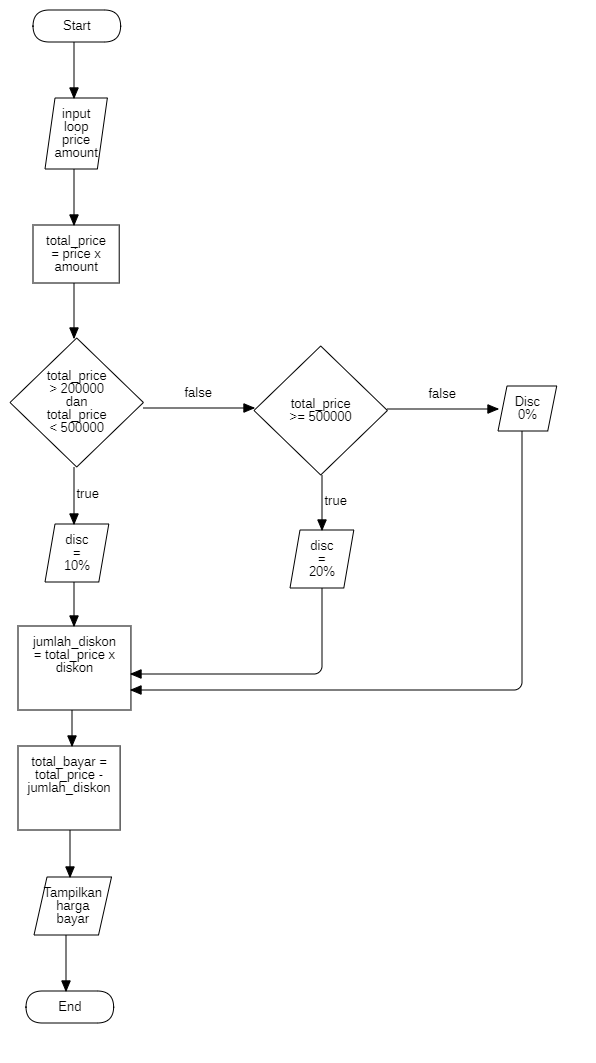 Start
input
loop
price
amount
total_price
= price x
amount
total_price
> 200000
dan
total_price
< 500000
false
total_price
>= 500000
false
Disc
0%
true
true
disc
=
10%
disc
=
20%
jumlah_diskon
= total_price x
diskon
total_bayar =
total_price -
jumlah_diskon
Tampilkan
harga
bayar
End